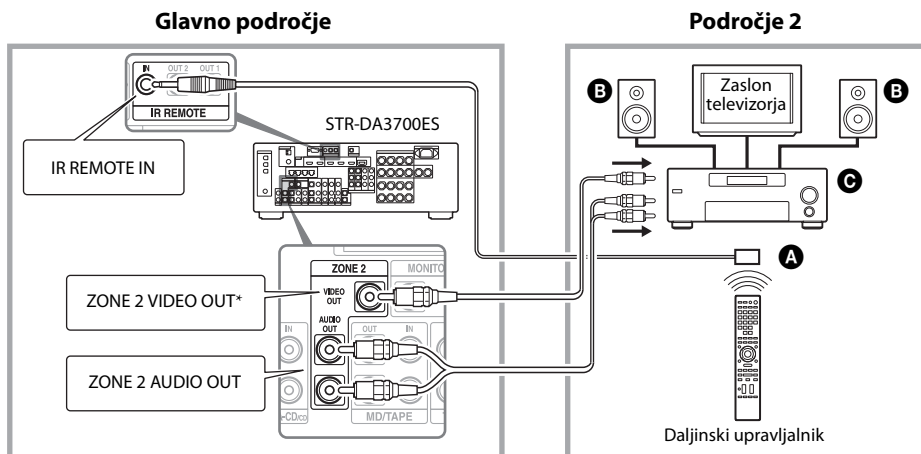 Glavno področje
Področje 2
IN
OUT 2
OUT 1
IR REMOTE
IR REMOTE IN
STR-DA3700ES
B
Zaslon
televizorja
B
C
A
ZONE 2
MONITO
VIDEO
OUT
AUDIO
OUT
IN
OUT
IN
MD/TAPE
ZONE 2 VIDEO OUT*
ZONE 2 AUDIO OUT
Daljinski upravljalnik